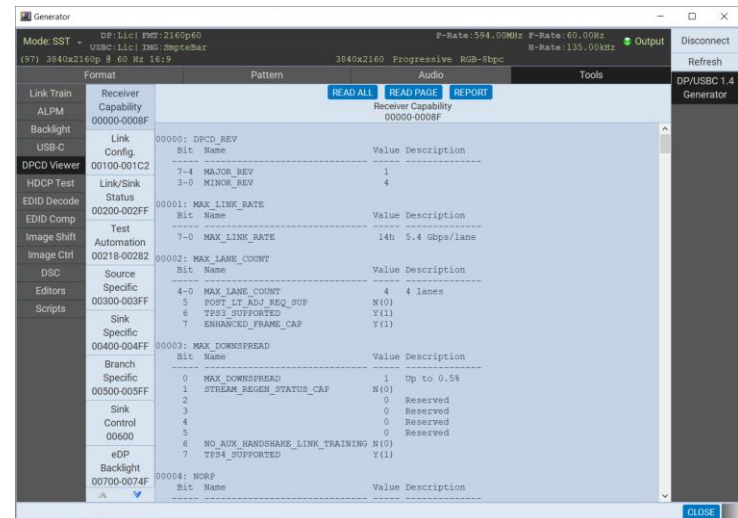 Generator
Mode: SST
DP:Lic| FMT:2160p60
USBC:Lic| IMG:SmpteBar
P-Rate:594.00MHz F-Rate:60.00Hz
H-Rate:135.00kHz
Output
(97) 3840x2160p @ 60 Hz 16:9
3840x2160 Progressive RGB-8bpc
Disconnect
Refresh
DP/USBC 1.4
Generator
Format
Pattern
Audio
Tools
Link Train
ALPM
Backlight
USB-C
DPCD Viewer
HDCP Test
EDID Decode
EDID Comp
Image Shift
Image Ctrl
DSC
Editors
Scripts
Receiver
Capability
00000-0008F
Link
Config.
00100-001C2
Link/Sink
Status
00200-002FF
Test
Automation
00218-00282
Source
Specific
00300-003FF
Sink
Specific
00400-004FF
Branch
Specific
00500-005FF
Sink
Control
00600
eDP
Backlight
00700-0074F
READ ALL READ PAGE REPORT
Receiver Capability
00000-0008F
00000: DPCD_REV
Bit Name Value Description
7-4 MAJOR_REV 1
3-0 MINOR_REV 4
00001: MAX_LINK_RATE
Bit Name Value Description
7-0 MAX_LINK_RATE 14h 5.4 Gbps/lane
00002: MAX_LANE_COUNT
Bit Name Value Description
4-0 MAX_LANE_COUNT 4 4 lanes
5 POST_LT_ADJ_REQ_SUP N(0)
6 TPS3_SUPPORTED Y(1)
7 ENHANCED_FRAME_CAP Y(1)
00003: MAX_DOWNSPREAD
Bit Name Value Description
0 MAX_DOWNSPREAD 1 Up to 0.5%
1 STREAM_REGEN_STATUS_CAP N(0)
2 0 Reserved
3 0 Reserved
4 0 Reserved
5 0 Reserved
6 NO_AUX_HANDSHAKE_LINK_TRAINING N(0)
7 TPS4_SUPPORTED Y(1)
00004: NORP
Bit Name Value Description
CLOSE